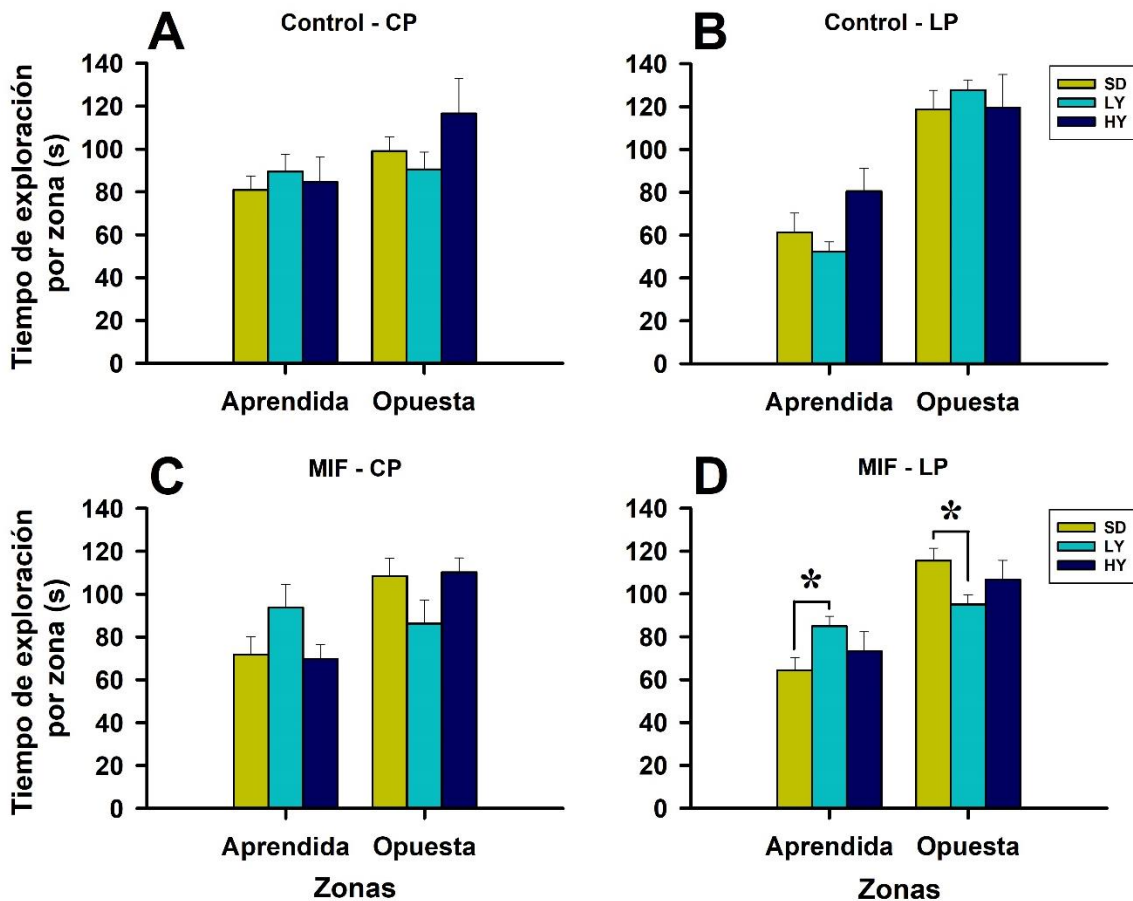 A
Control - CP
Tiempo de exploración
por zona (s)
140
120
100
80
60
40
20
0
Aprendida
Opuesta
B
Control - LP
140
120
100
80
60
40
20
0
Aprendida
Opuesta
SD
LY
HY
C
MIF - CP
Tiempo de exploración
por zona (s)
140
120
100
80
60
40
20
0
Aprendida
Opuesta
Zonas
D
MIF - LP
140
120
100
80
60
40
20
0
*
*
Aprendida
Opuesta
Zonas
SD
LY
HY